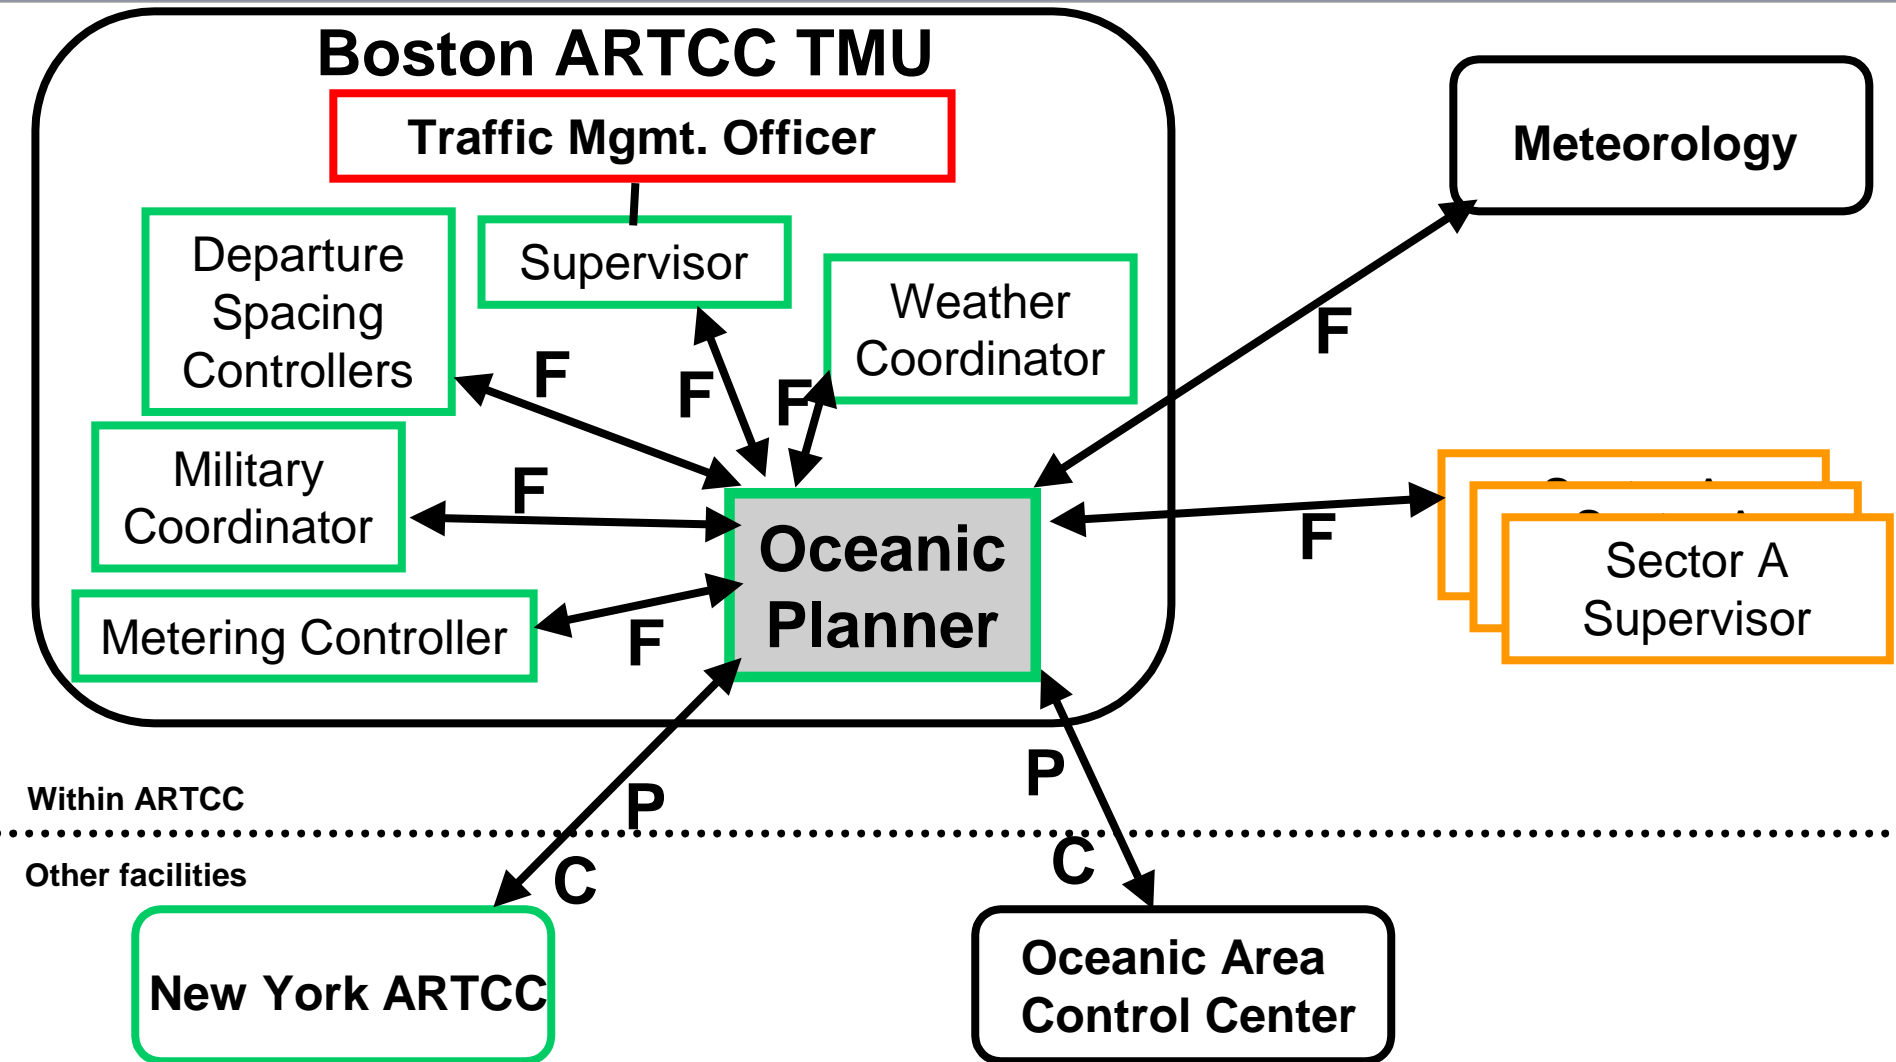 Boston ARTCC TMU
Traffic Mgmt. Officer
Meteorology
Departure
Spacing
Controllers
Supervisor
Weather
Coordinator
F
F
F
F
Military
Coordinator
F
F
Sector A
Supervisor
Oceanic
Planner
Metering Controller
F
P
P
Within ARTCC
Other facilities
C
C
New York ARTCC
Oceanic Area
Control Center